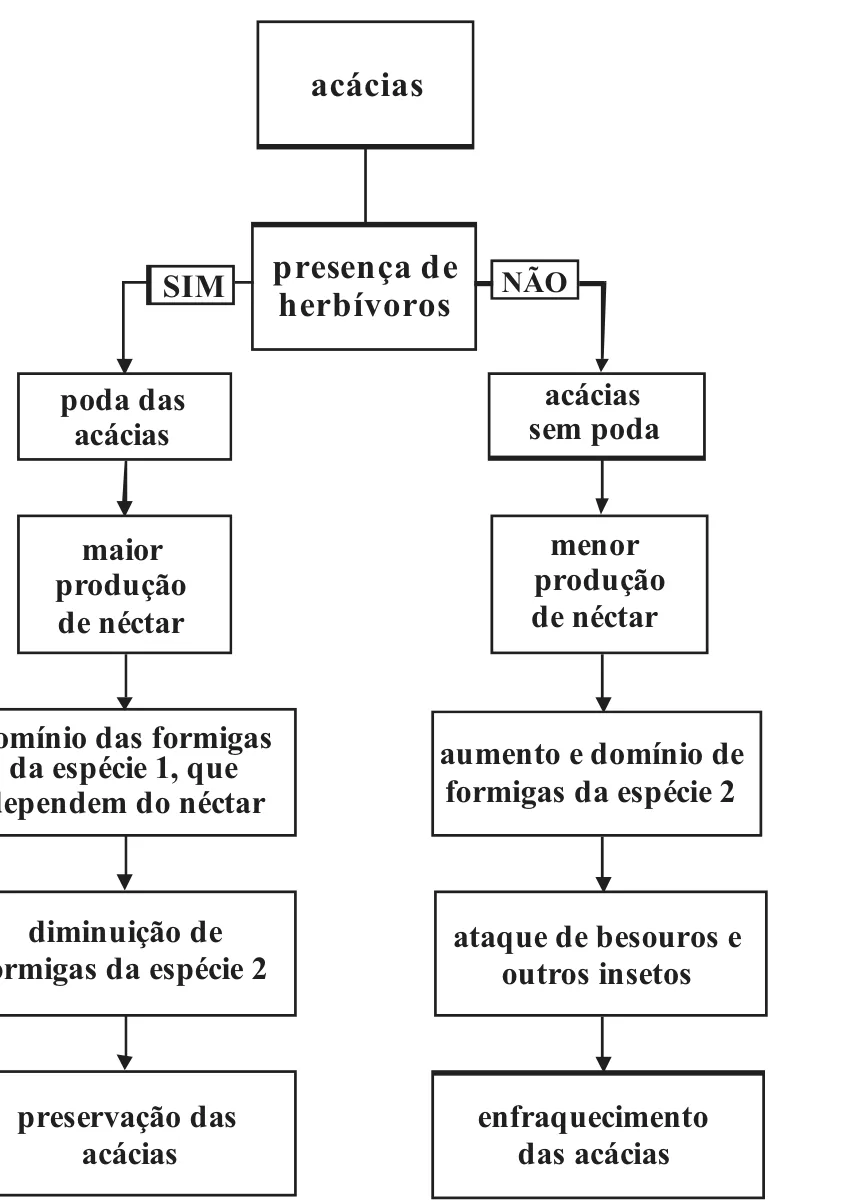 acácias
presença de
herbívoros
SIM
NÃO
poda das
acácias
acácias
sem poda
maior
produção
de néctar
menor
produção
de néctar
omínio das formigas
da espécie 1, que
dependem do néctar
aumento e domínio de
formigas da espécie 2
diminuição de
ormigas da espécie 2
ataque de besouros e
outros insetos
preservação das
acácias
enfraquecimento
das acácias